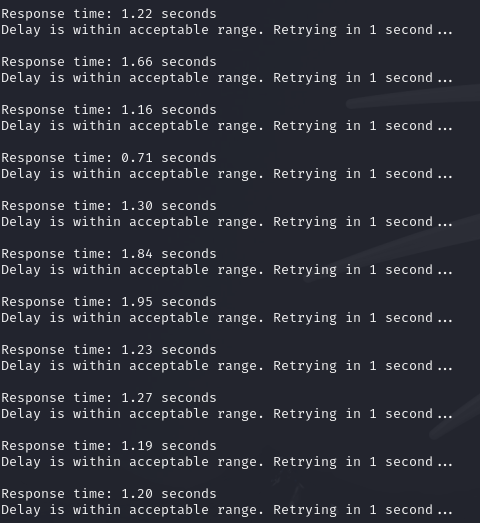 Response time: 1.22 seconds
Delay is within acceptable range. Retrying in 1 second...
Response time: 1.66 seconds
Delay is within acceptable range. Retrying in 1 second...
Response time: 1.16 seconds
Delay is within acceptable range. Retrying in 1 second...
Response time: 0.71 seconds
Delay is within acceptable range. Retrying in 1 second...
Response time: 1.30 seconds
Delay is within acceptable range. Retrying in 1 second...
Response time: 1.84 seconds
Delay is within acceptable range. Retrying in 1 second...
Response time: 1.95 seconds
Delay is within acceptable range. Retrying in 1 second...
Response time: 1.23 seconds
Delay is within acceptable range. Retrying in 1 second...
Response time: 1.27 seconds
Delay is within acceptable range. Retrying in 1 second...
Response time: 1.19 seconds
Delay is within acceptable range. Retrying in 1 second...
Response time: 1.20 seconds
Delay is within acceptable range. Retrying in 1 second...